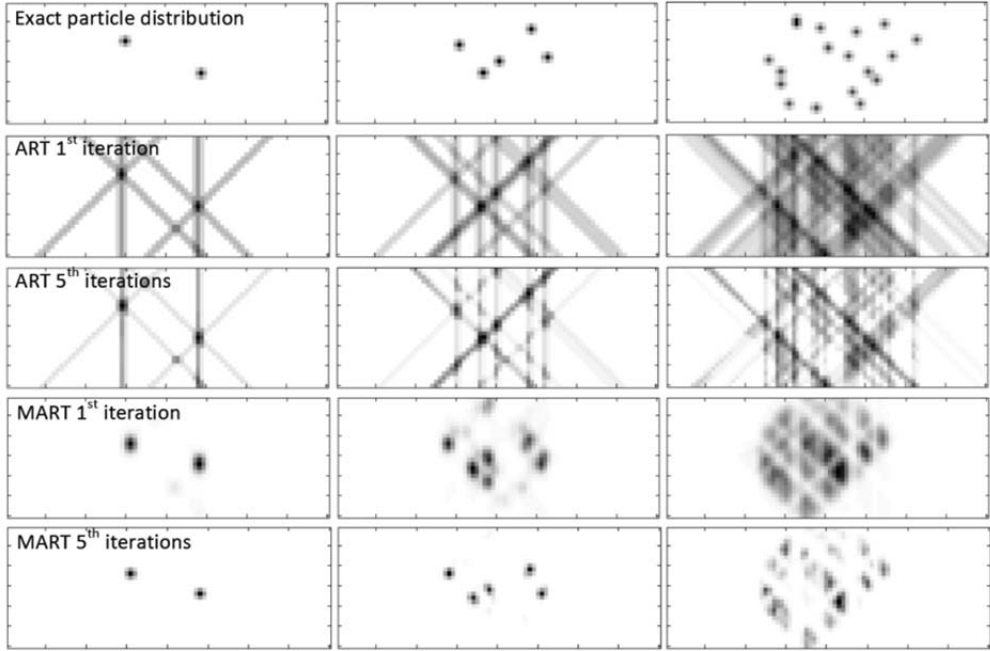 Exact particle distribution
ART 1st iteration
ART 5th iterations
MART 1st iteration
MART 5th iterations